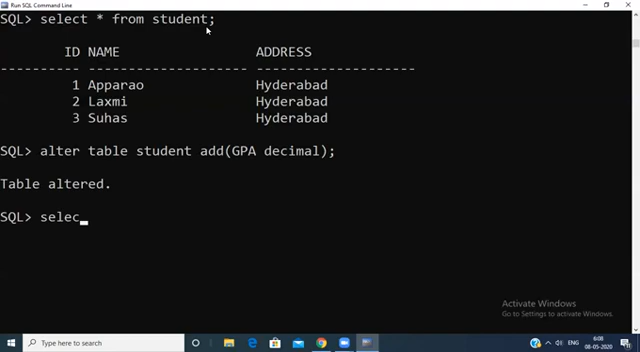 Run SQL Command Line
SQL> select * from student;
ID NAME ADDRESS
---------- -------------------- --------------------
1 Apparao Hyderabad
2 Laxmi Hyderabad
3 Suhas Hyderabad
SQL> alter table student add(GPA decimal);
Table altered.
SQL> selec
Activate Windows
Go to Settings to activate Windows.
Type here to search
ENG
6:08
08-05-2020